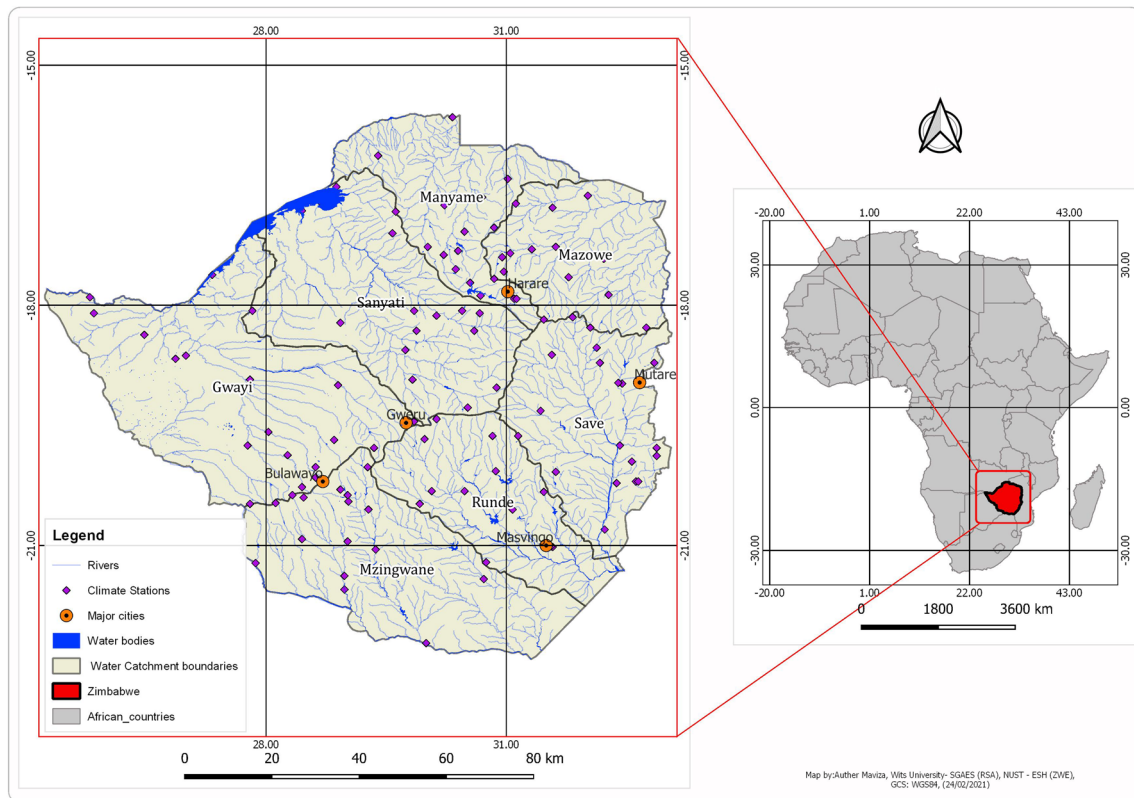 28.00
31.00
-15.00
-15.00
Manyame
Mazowe
Harare
-18.00
-18.00
Sanyati
Gwayi
Mutare
Gweru
Save
Bulawayo
Runde
Masvingo
-21.00
-21.00
Mzingwane
Legend
Rivers
Climate Stations
Major cities
Water bodies
Water Catchment boundaries
Zimbabwe
African_countries
28.00
31.00
0 20 40 60 80 km
-20.00 1.00 22.00 43.00
30.00
30.00
0.00
0.00
-30.00
-30.00
-20.00 1.00 22.00 43.00
0 1800 3600 km
Map by:Auther Maviza, Wits University- SGAES (RSA), NUST - ESH (ZWE),
GCS: WGS84, (24/02/2021)